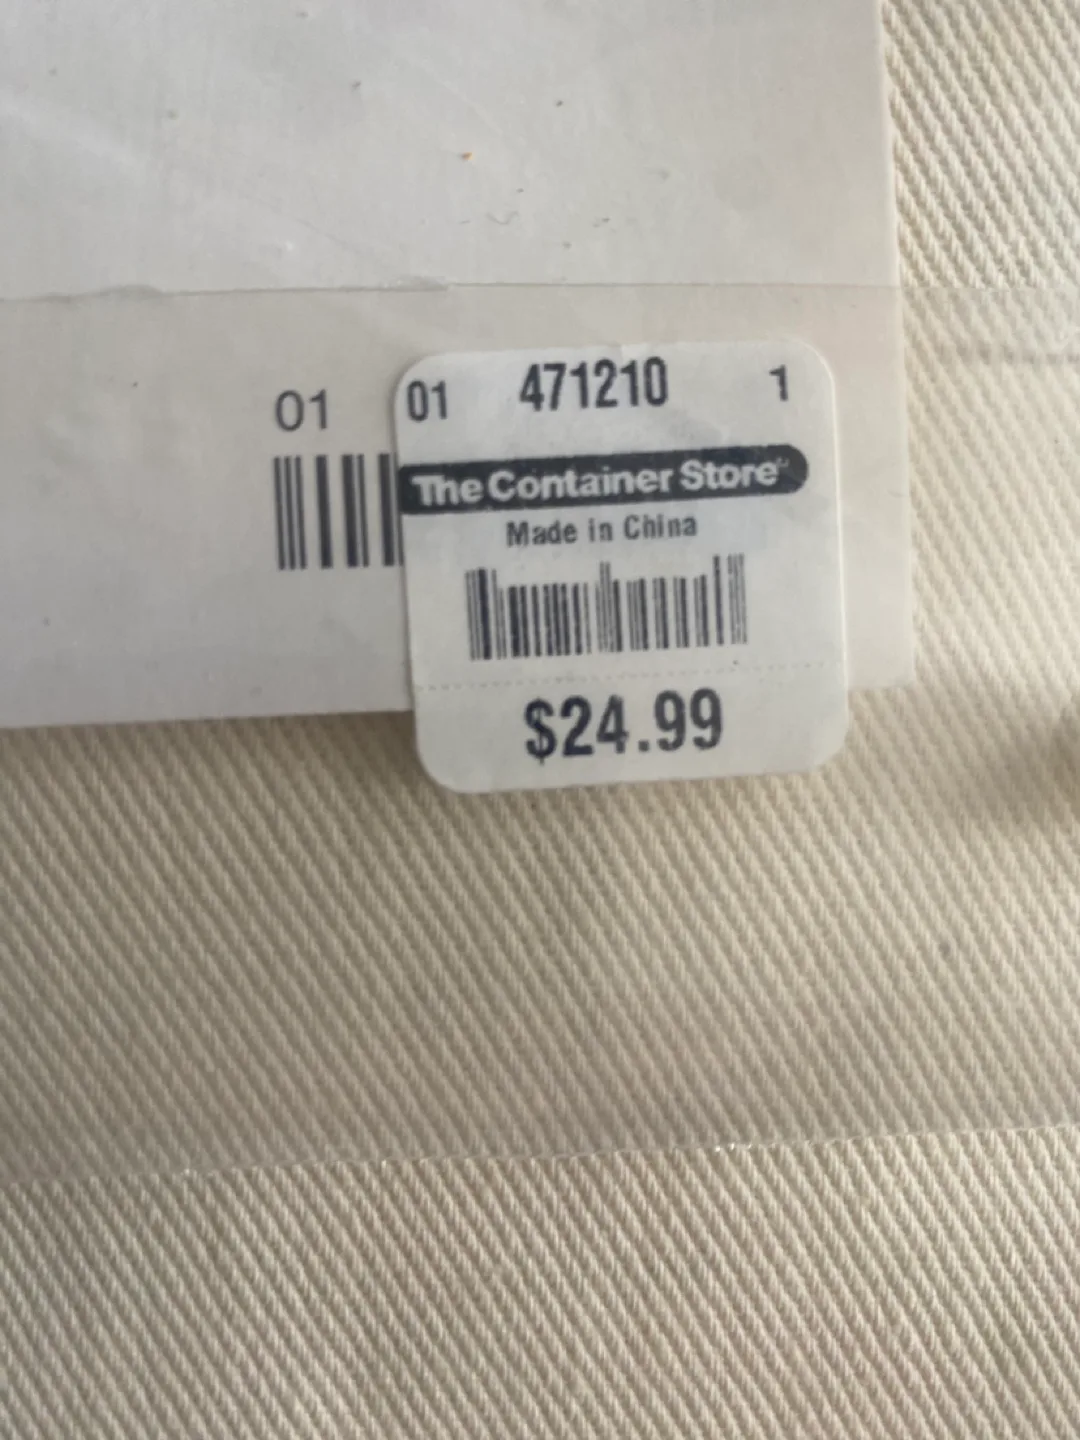 01
01 471210 1
The Container Store
Made in China
$24.99